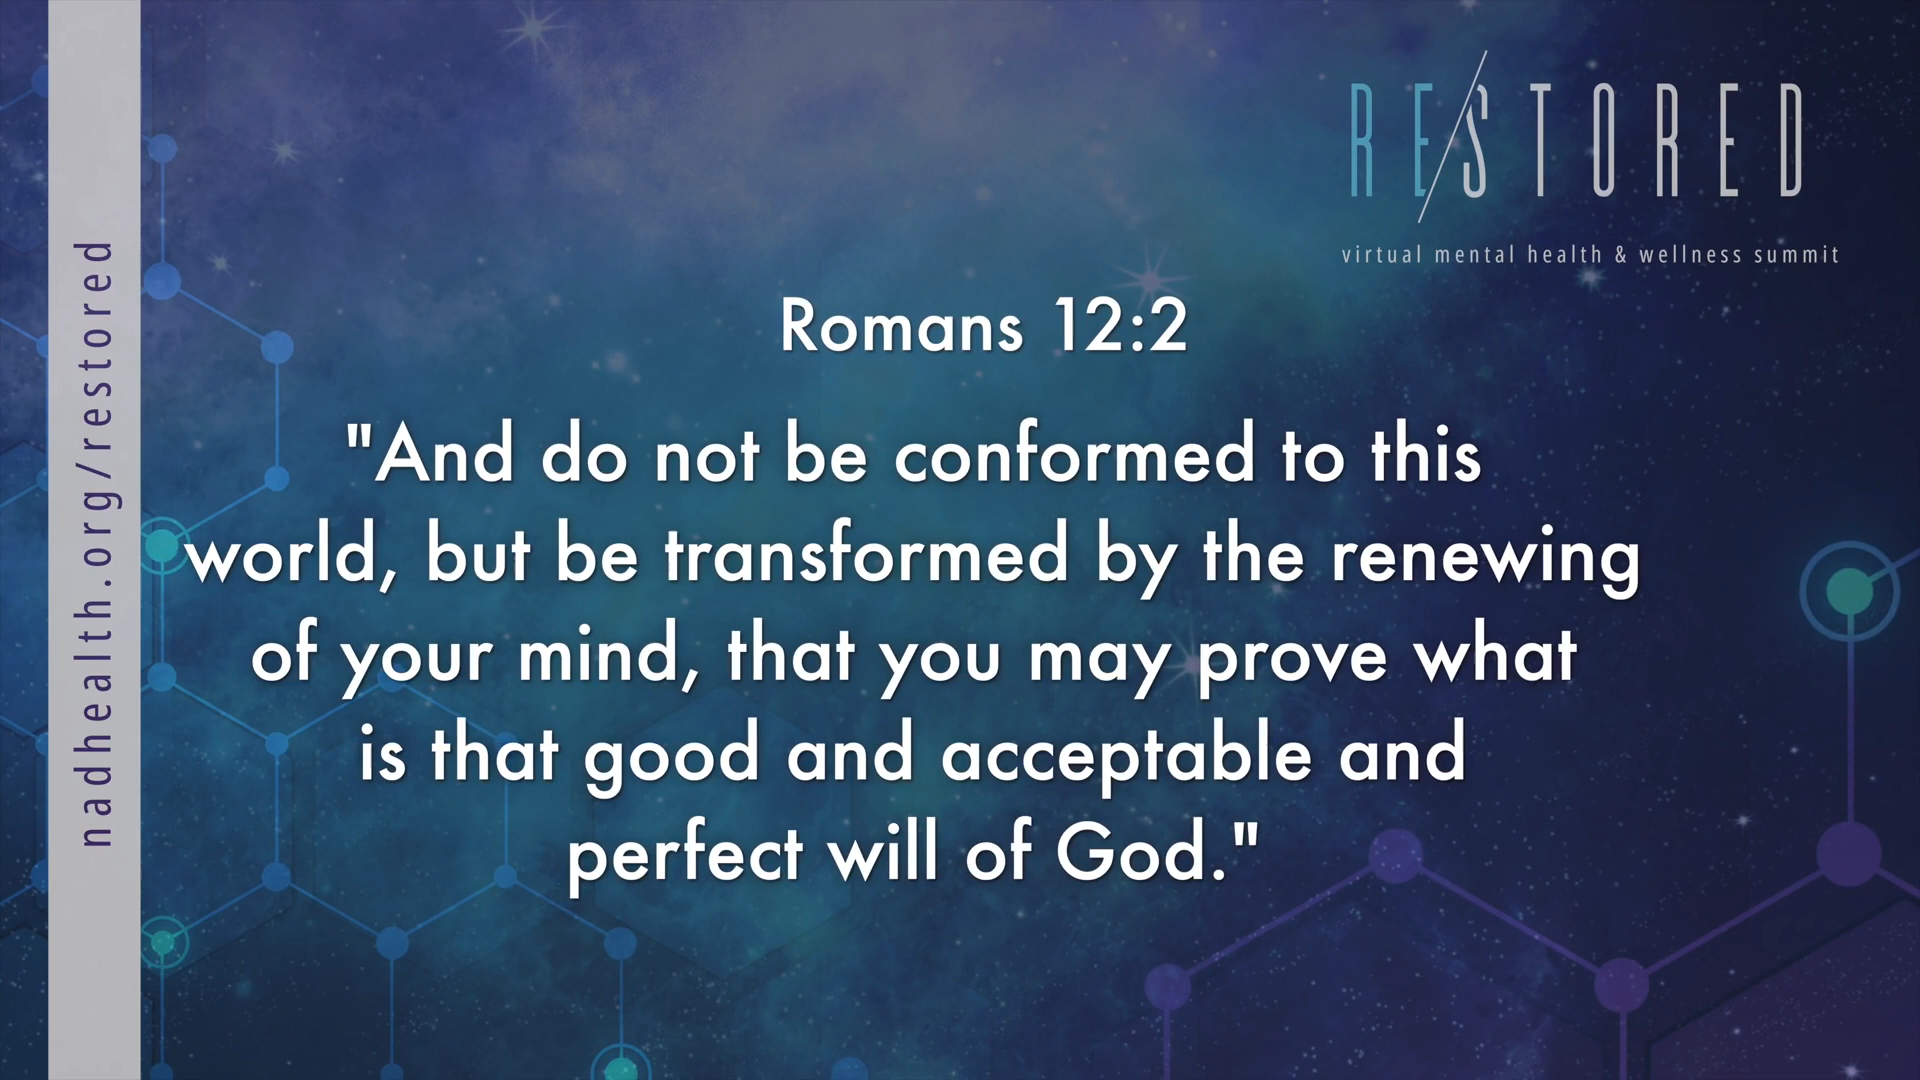 RESTORED
virtual mental health & wellness summit
nadhealth.org/restored
Romans 12:2
"And do not be conformed to this
world, but be transformed by the renewing
of your mind, that you may prove what
is that good and acceptable and
perfect will of God."